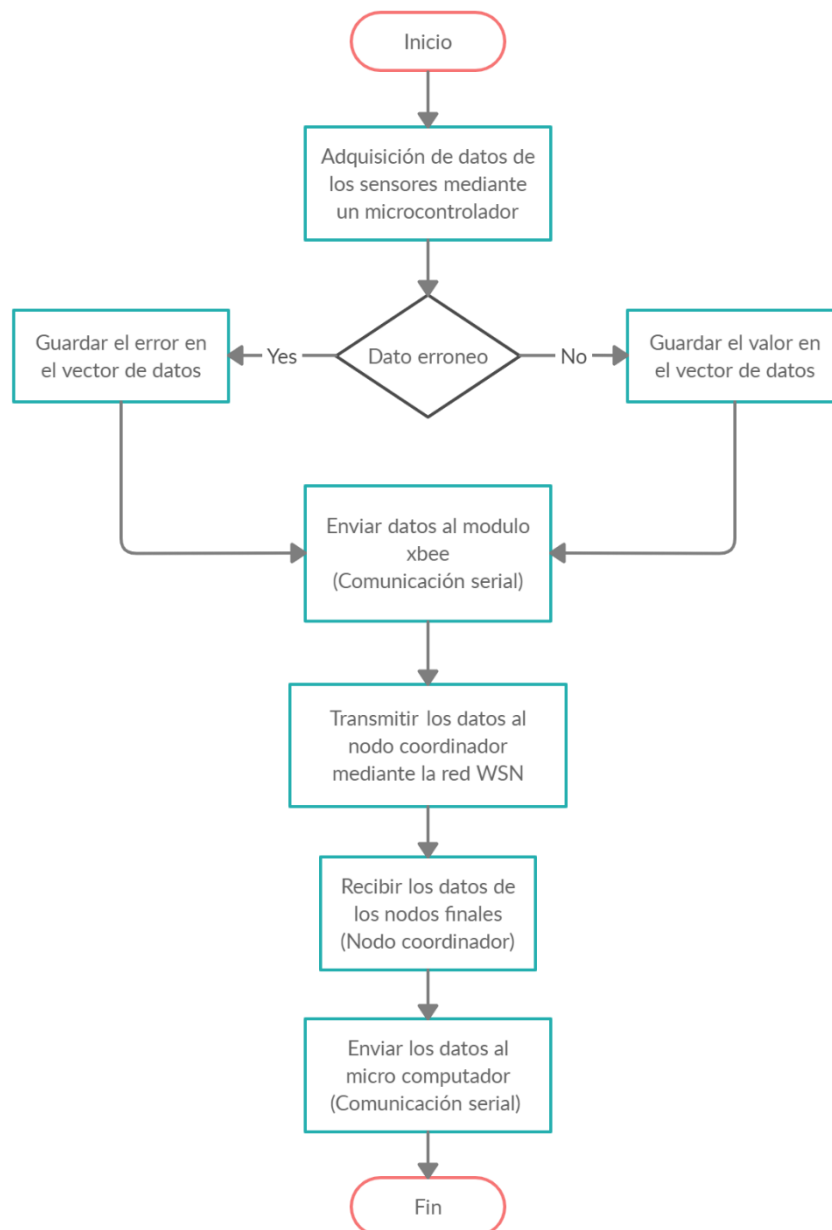 Inicio
Adquisición de datos de
los sensores mediante
un microcontrolador
Guardar el error en
el vector de datos
Yes
Dato erroneo
No
Guardar el valor en
el vector de datos
Enviar datos al modulo
xbee
(Comunicación serial)
Transmitir los datos al
nodo coordinador
mediante la red WSN
Recibir los datos de
los nodos finales
(Nodo coordinador)
Enviar los datos al
micro computador
(Comunicación serial)
Fin